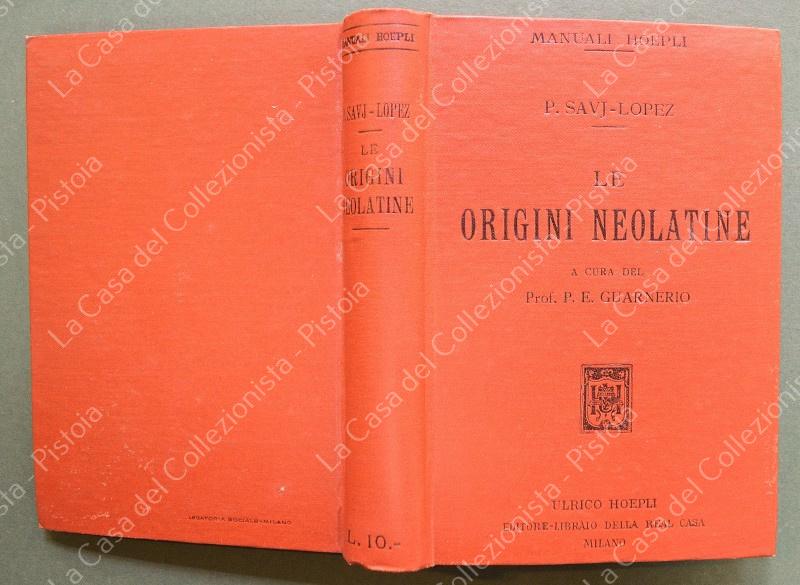 MANUALI HOEPLI
P. SAVJ-LOPEZ
LE
ORIGINI NEOLATINE
A CURA DEL
Prof. P. E. GUARNERIO
ULRICO HOEPLI
EDITORE-LIBRAIO DELLA REAL CASA
MILANO
MANUALI HOEPLI
P. SAVJ-LOPEZ
LE
ORIGINI
NEOLATINE
L. 10.-
LEGATORIA SOCIALE-MILANO
La Casa del Collezionista - Pistoia